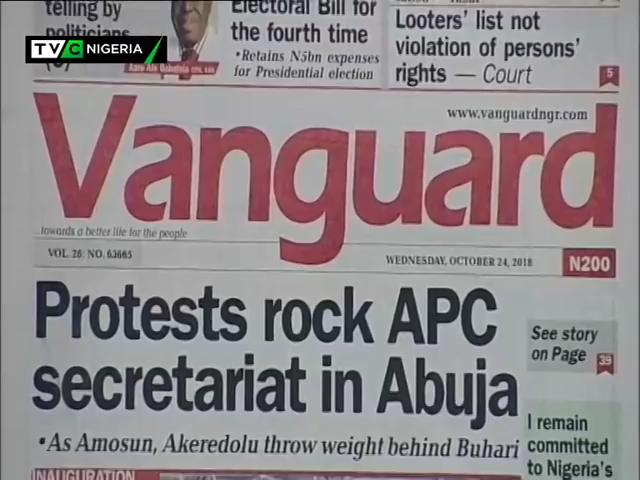 telling by
politicians
Electoral Bill for
the fourth time
•Retains N5bn expenses
for Presidential election
Looters' list not
violation of persons'
rights — Court
5
TVC NIGERIA
www.vanguardngr.com
Vanguard
...towards a better life for the people
VOL. 26: NO. 63665
WEDNESDAY, OCTOBER 24, 2018
N200
Protests rock APC
secretariat in Abuja
See story
on Page 39
•As Amosun, Akeredolu throw weight behind Buhari
I remain
committed
to Nigeria's
INAUGURATION